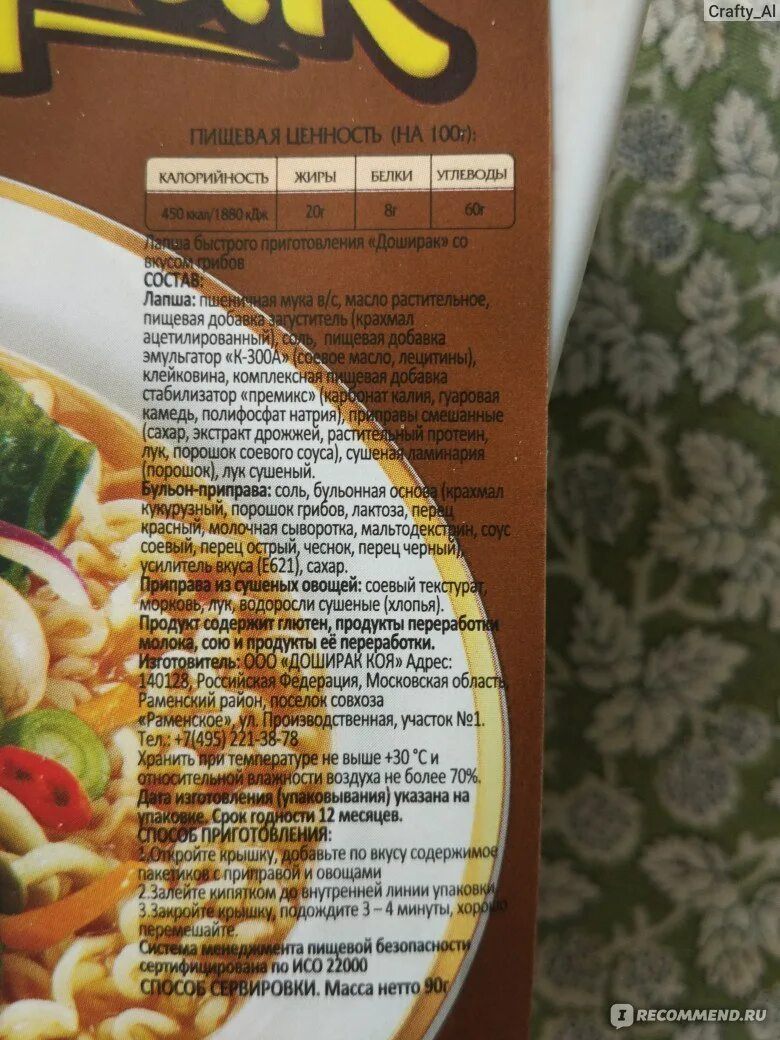 Crafty_Al
ПИЩЕВАЯ ЦЕННОСТЬ (НА 100г):
КАЛОРИЙНОСТЬ ЖИРЫ БЕЛКИ УГЛЕВОДЫ
450 ккал/1880 кДж 20г 8г 60г
Лапша быстрого приготовления «Доширак» со
вкусом грибов
СОСТАВ:
Лапша: пшеничная мука в/с, масло растительное,
пищевая добавка загуститель (крахмал
ацетилированный), соль, пищевая добавка
эмульгатор «К-300А» (соевое масло, лецитины),
клейковина, комплексная пищевая добавка
стабилизатор «премикс» (карбонат калия, гуаровая
камедь, полифосфат натрия), приправы смешанные
(сахар, экстракт дрожжей, растительный протеин,
лук, порошок соевого соуса), сушеная ламинария
(порошок), лук сушеный.
Бульон-приправа: соль, бульонная основа (крахмал
кукурузный, порошок грибов, лактоза, перец
красный, молочная сыворотка, мальтодекстрин, соус
соевый, перец острый, чеснок, перец черный),
усилитель вкуса (Е621), сахар.
Приправа из сушеных овощей: соевый текстурат,
морковь, лук, водоросли сушеные (хлопья).
Продукт содержит глютен, продукты переработки
молока, сою и продукты её переработки.
Изготовитель: ООО «ДОШИРАК КОЯ» Адрес:
140128, Российская Федерация, Московская область,
Раменский район, поселок совхоза
«Раменское», ул. Производственная, участок №1.
Тел.: +7(495) 221-38-78
Хранить при температуре не выше +30 °С и
относительной влажности воздуха не более 70%.
Дата изготовления (упаковывания) указана на
упаковке. Срок годности 12 месяцев.
СПОСОБ ПРИГОТОВЛЕНИЯ:
1.Откройте крышку, добавьте по вкусу содержимое
пакетиков с приправой и овощами
2.Залейте кипятком до внутренней линии упаковки
3.Закройте крышку, подождите 3 – 4 минуты, хорошо
перемешайте.
Система менеджмента пищевой безопасности
сертифицирована по ИСО 22000
СПОСОБ СЕРВИРОВКИ. Масса нетто 90г
IRECOMMEND.RU